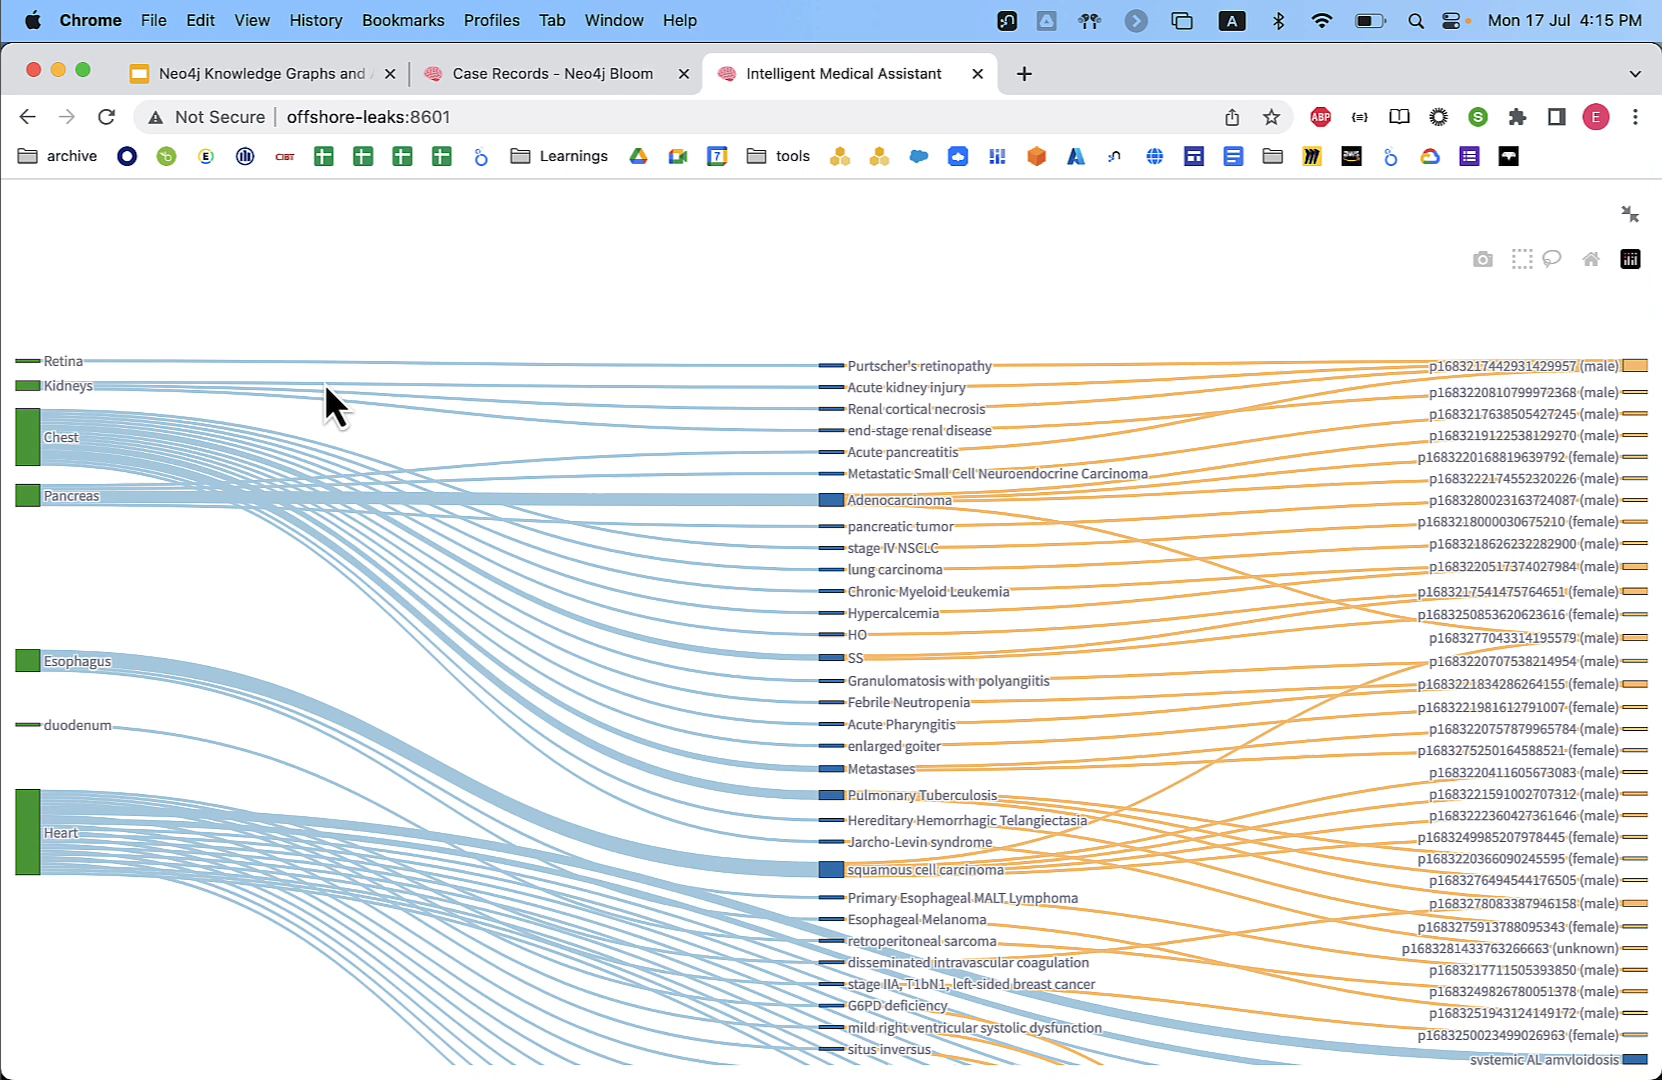 Chrome File Edit View History Bookmarks Profiles Tab Window Help A Mon 17 Jul 4:15 PM
Neo4j Knowledge Graphs and Case Records - Neo4j Bloom Intelligent Medical Assistant
Not Secure offshore-leaks:8601 ABP S E
archive CIBT Learnings 7 tools aws
Retina
Kidneys
Chest
Pancreas
Esophagus
duodenum
Heart
Purtscher's retinopathy
Acute kidney injury
Renal cortical necrosis
end-stage renal disease
Acute pancreatitis
Metastatic Small Cell Neuroendocrine Carcinoma
Adenocarcinoma
pancreatic tumor
stage IV NSCLC
lung carcinoma
Chronic Myeloid Leukemia
Hypercalcemia
HO
SS
Granulomatosis with polyangiitis
Febrile Neutropenia
Acute Pharyngitis
enlarged goiter
Metastases
Pulmonary Tuberculosis
Hereditary Hemorrhagic Telangiectasia
Jarcho-Levin syndrome
squamous cell carcinoma
Primary Esophageal MALT Lymphoma
Esophageal Melanoma
retroperitoneal sarcoma
disseminated intravascular coagulation
stage IIA, T1bN1, left-sided breast cancer
G6PD deficiency
mild right ventricular systolic dysfunction
situs inversus
p1683217442931429957 (male)
p1683220810799972368 (male)
p1683217638505427245 (male)
p1683219122538129270 (male)
p1683220168819639792 (female)
p1683222174552320226 (male)
p1683280023163724087 (male)
p1683218000030675210 (female)
p1683218626232282900 (male)
p1683220517374027984 (male)
p1683217541475764651 (female)
p1683250853620623616 (female)
p1683277043314195579 (male)
p1683220707538214954 (male)
p1683221834286264155 (female)
p1683221981612791007 (female)
p1683220757879965784 (male)
p1683275250164588521 (female)
p1683220411605673083 (male)
p1683221591002707312 (male)
p1683222360427361646 (male)
p1683249985207978445 (female)
p1683220366090245595 (female)
p1683276494544176505 (male)
p1683278083387946158 (male)
p1683275913788095343 (female)
p1683281433763266663 (unknown)
p1683217711505393850 (male)
p1683249826780051378 (male)
p1683251943124149172 (male)
p1683250023499026963 (female)
systemic AL amyloidosis